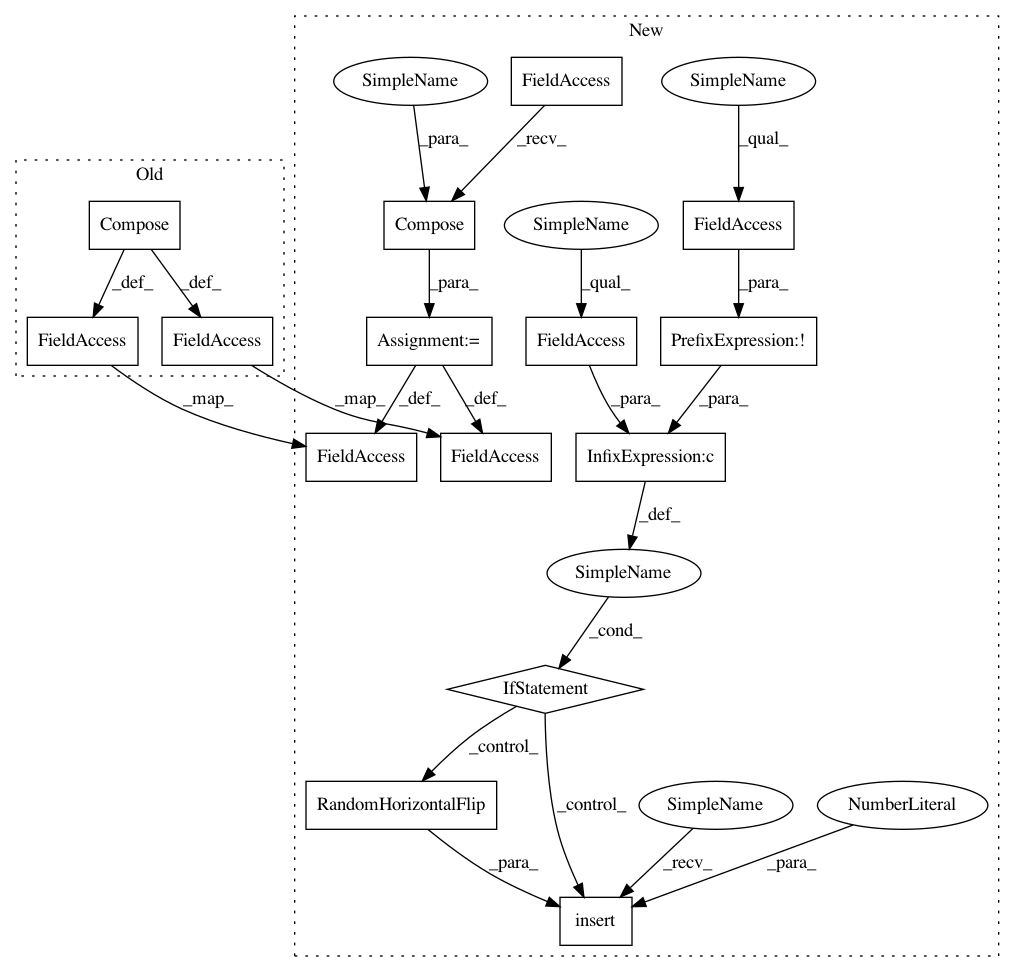 New
SimpleName
FieldAccess
SimpleName
_para_
_recv_
_qual_
Old
Compose
Compose
SimpleName
FieldAccess
_def_
_def_
_para_
_qual_
_para_
FieldAccess
FieldAccess
Assignment:=
FieldAccess
PrefixExpression:!
_map_
_map_
_def_
_def_
_para_
_para_
FieldAccess
FieldAccess
InfixExpression:c
_def_
SimpleName
_cond_
IfStatement
_control_
RandomHorizontalFlip
_control_
SimpleName
NumberLiteral
_para_
_recv_
_para_
insert